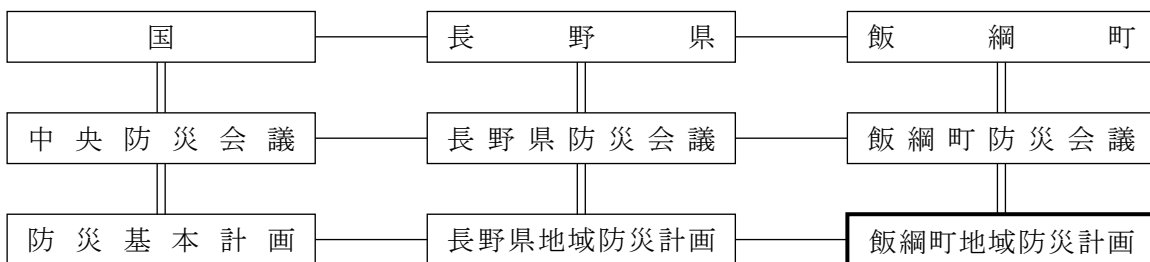 国 長野県 飯綱町
中央防災会議 長野県防災会議 飯綱町防災会議
防災基本計画 長野県地域防災計画 飯綱町地域防災計画